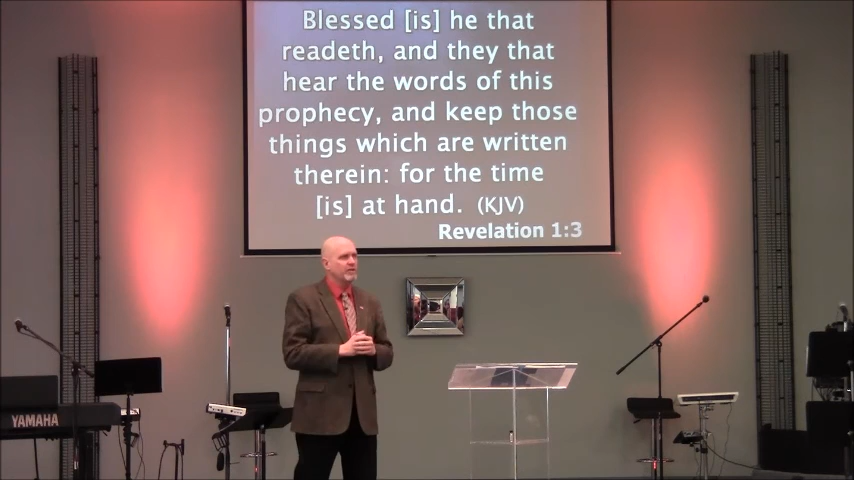 Blessed [is] he that
readeth, and they that
hear the words of this
prophecy, and keep those
things which are written
therein: for the time
[is] at hand. (KJV)
Revelation 1:3
YAMAHA